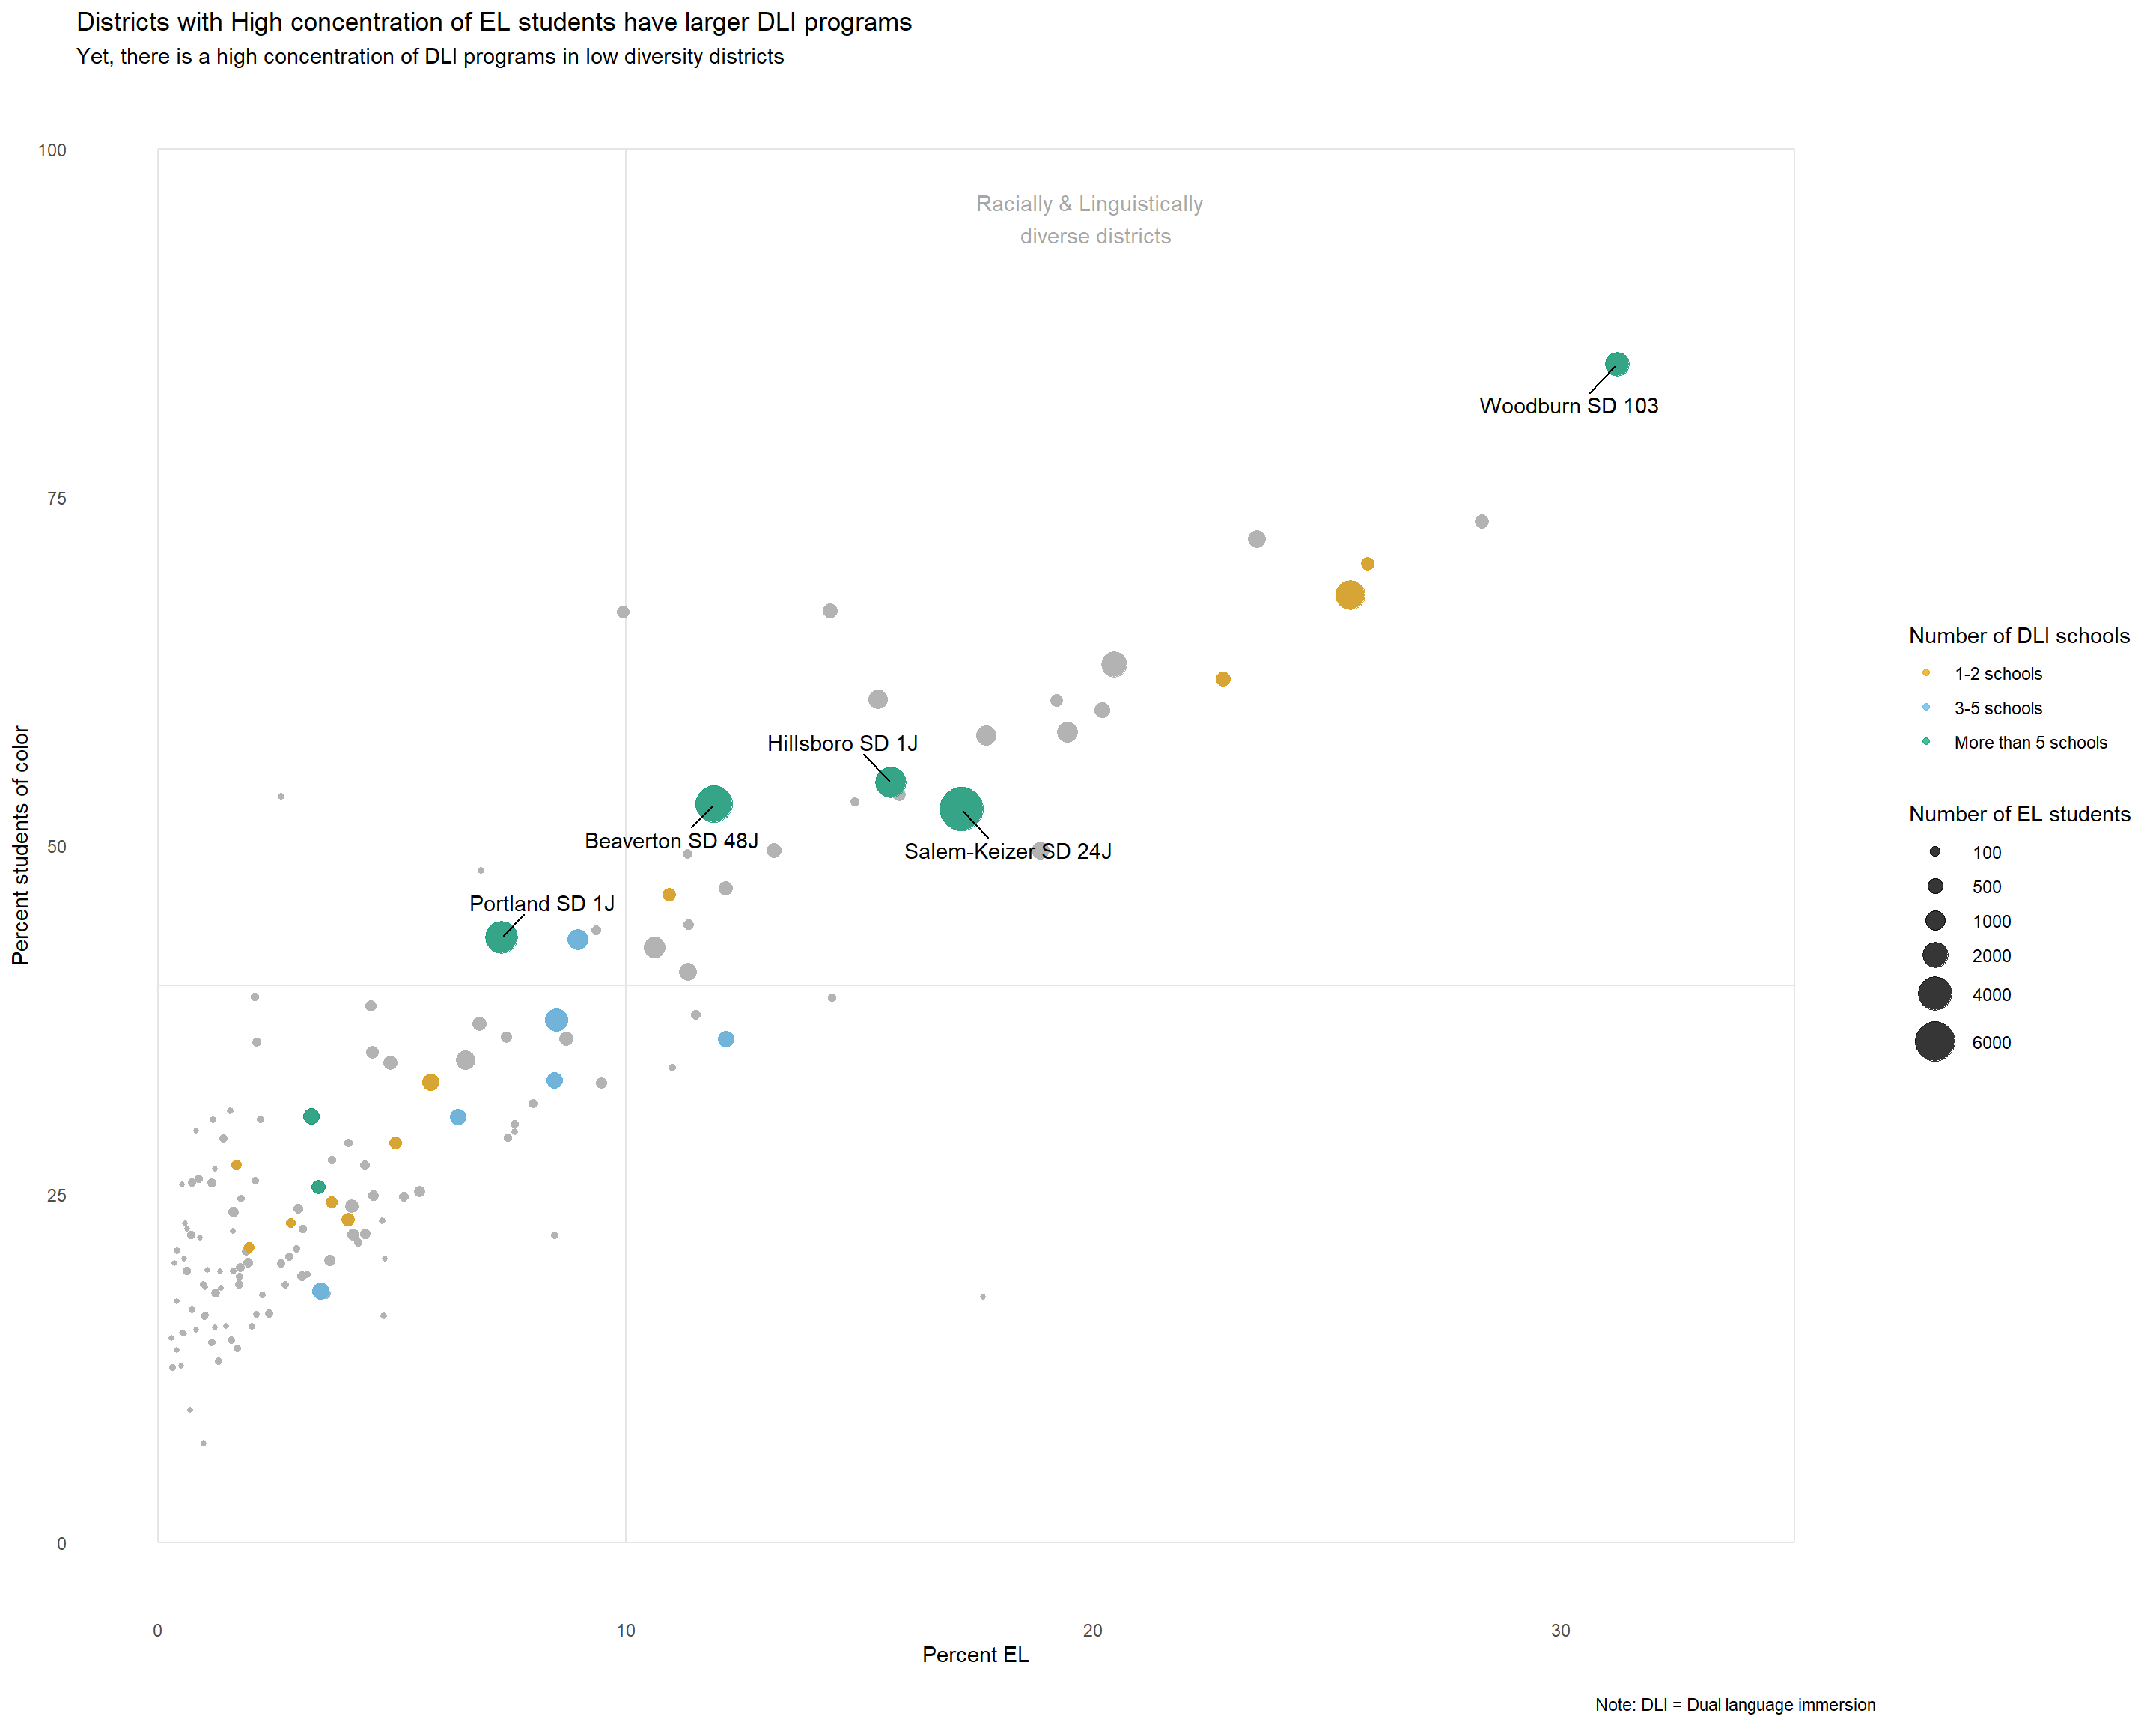 Districts with High concentration of EL students have larger DLI programs
Yet, there is a high concentration of DLI programs in low diversity districts
100
75
50
25
0
Percent students of color
Racially & Linguistically
diverse districts
Woodburn SD 103
Hillsboro SD 1J
Beaverton SD 48J
Salem-Keizer SD 24J
Portland SD 1J
0
10
20
30
Percent EL
Number of DLI schools
1-2 schools
3-5 schools
More than 5 schools
Number of EL students
100
500
1000
2000
4000
6000
Note: DLI = Dual language immersion